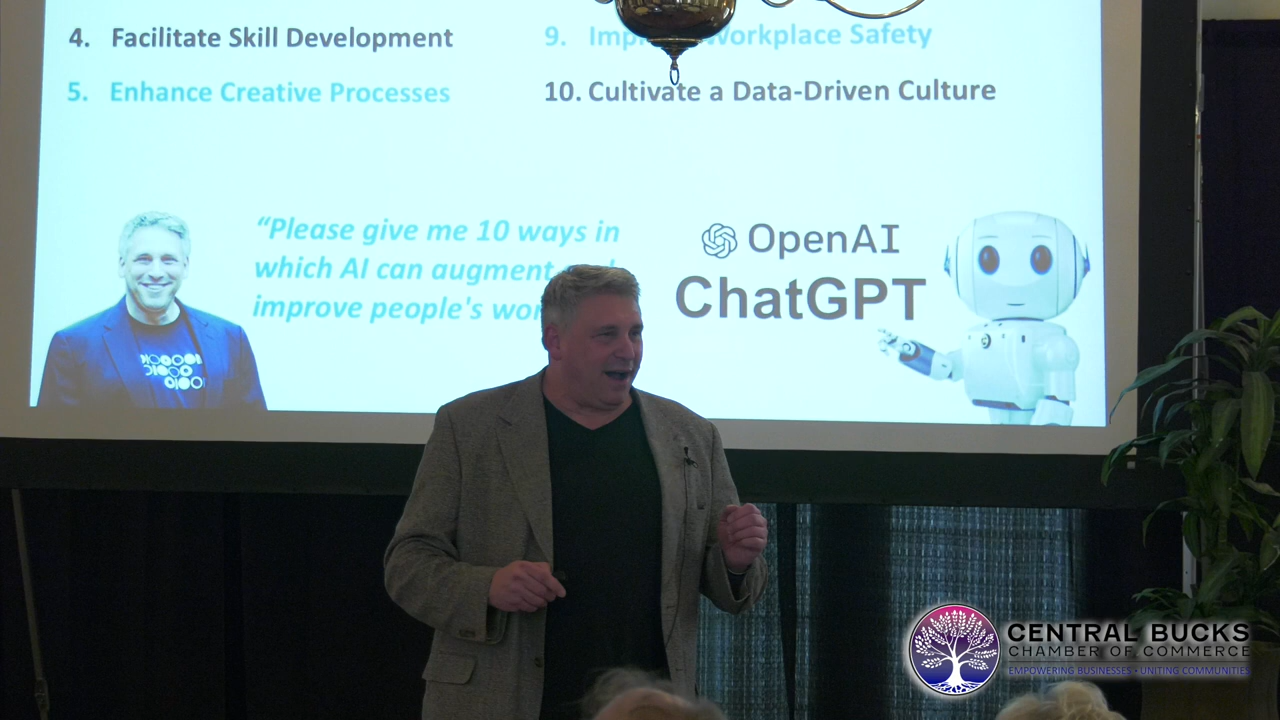 4. Facilitate Skill Development
5. Enhance Creative Processes
9. Workplace Safety
10. Cultivate a Data-Driven Culture
“Please give me 10 ways in
which AI can augment
improve people's
OpenAI
ChatGPT
CENTRAL BUCKS
CHAMBER OF COMMERCE
EMPOWERING BUSINESSES • UNITING COMMUNITIES